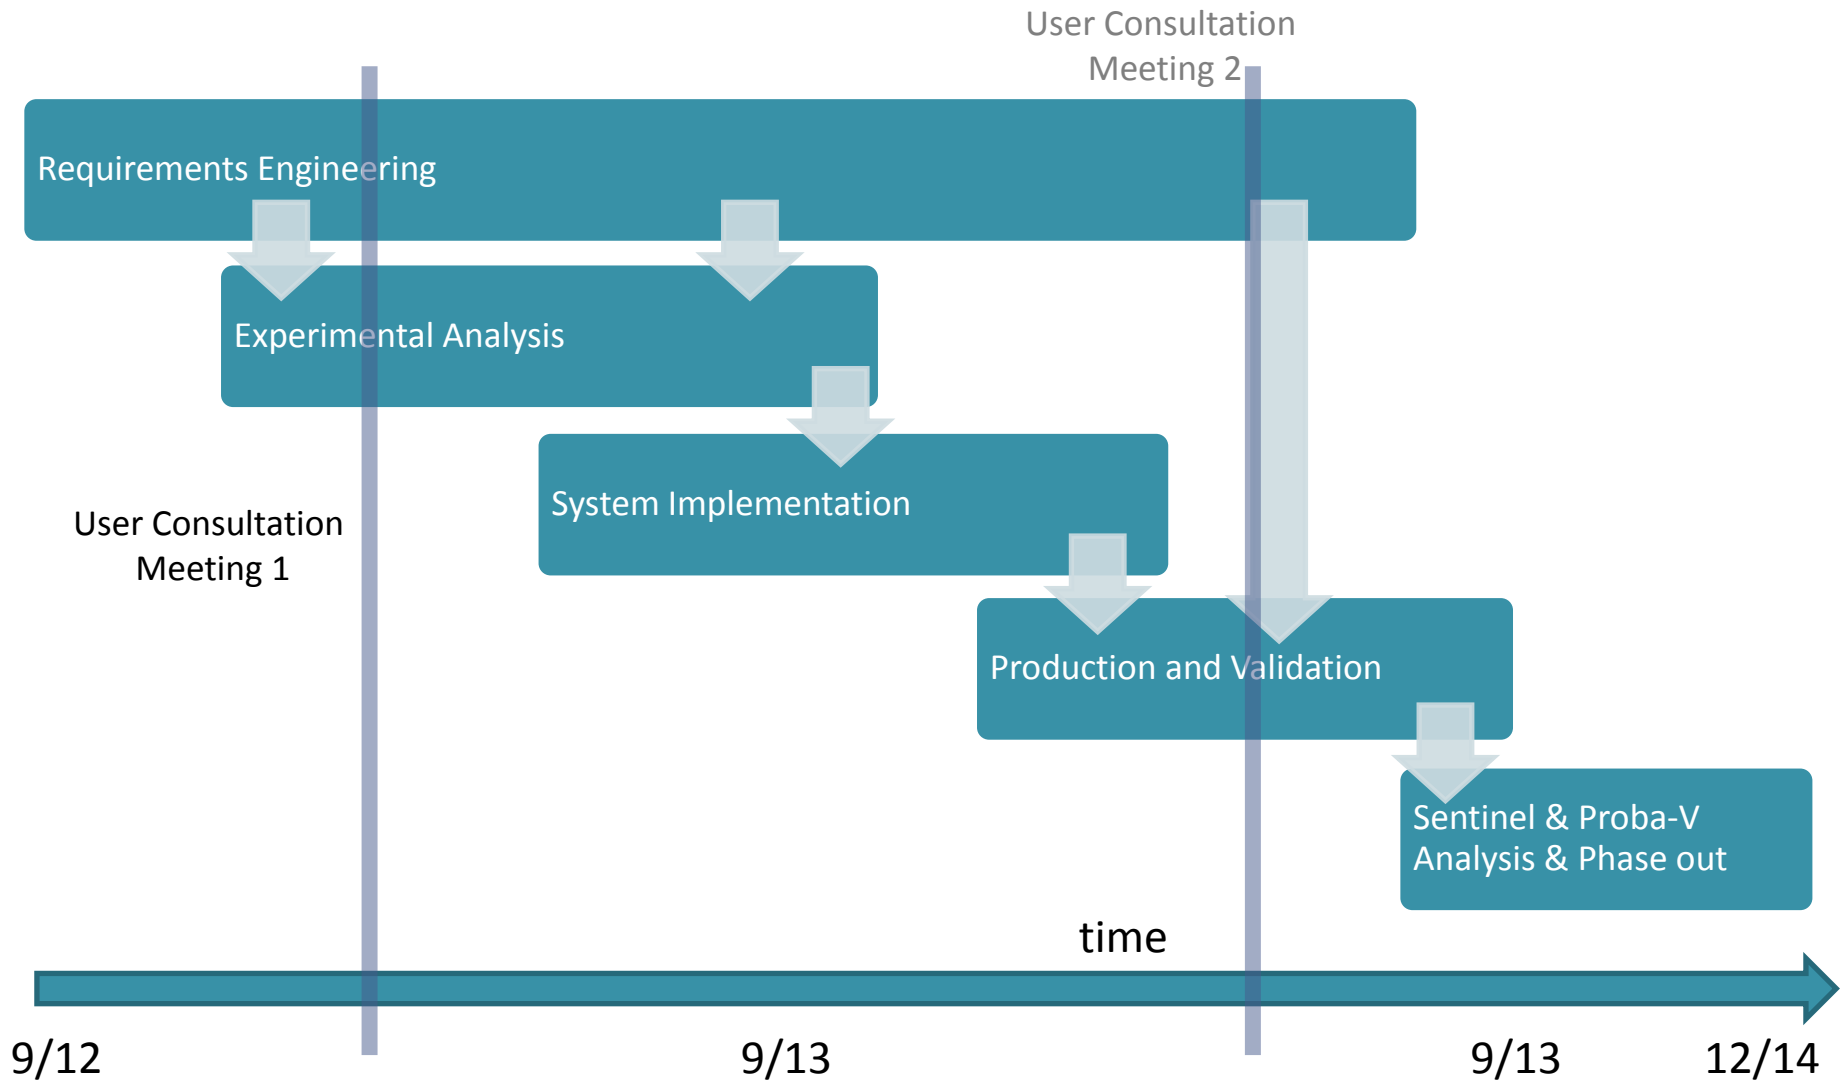 User Consultation
Meeting 2
Requirements Engineering
Experimental Analysis
System Implementation
User Consultation
Meeting 1
Production and Validation
Sentinel & Proba-V
Analysis & Phase out
time
9/12
9/13
9/13
12/14